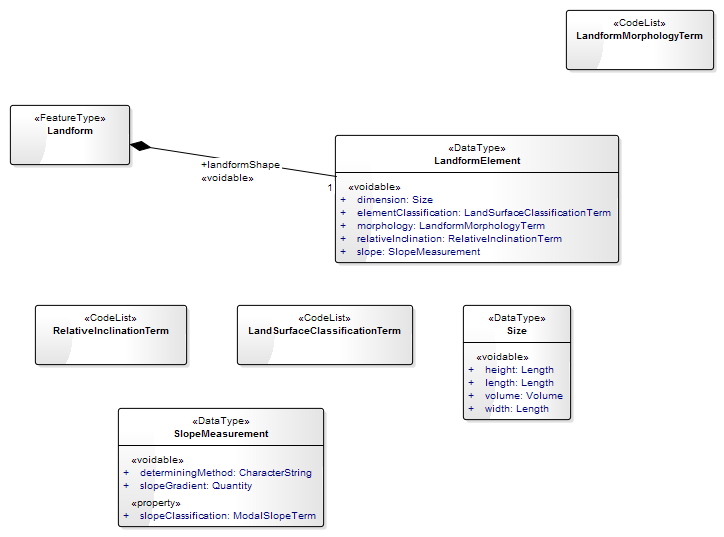 «CodeList»
LandformMorphologyTerm
«FeatureType»
Landform
+landformShape
«voidable»
1
«DataType»
LandformElement
«voidable»
+ dimension: Size
+ elementClassification: LandSurfaceClassificationTerm
+ morphology: LandformMorphologyTerm
+ relativeInclination: RelativeInclinationTerm
+ slope: SlopeMeasurement
«CodeList»
RelativeInclinationTerm
«CodeList»
LandSurfaceClassificationTerm
«DataType»
Size
«voidable»
+ height: Length
+ length: Length
+ volume: Volume
+ width: Length
«DataType»
SlopeMeasurement
«voidable»
+ determiningMethod: CharacterString
+ slopeGradient: Quantity
«property»
+ slopeClassification: ModalSlopeTerm